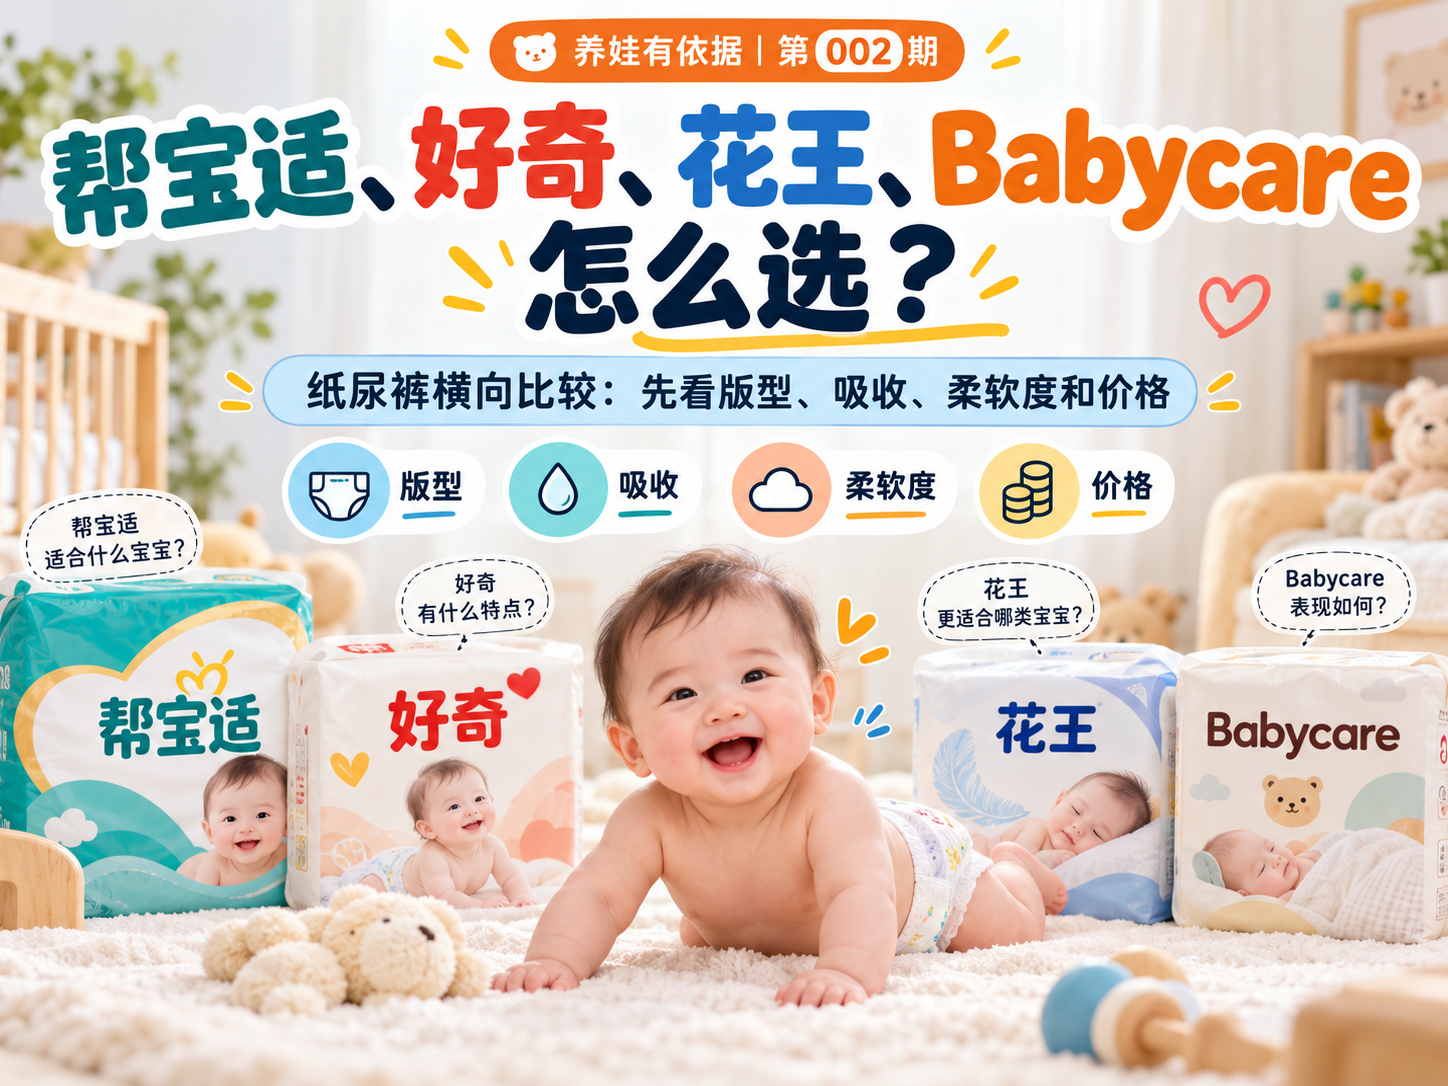 养娃有依据｜第002期
帮宝适、好奇、花王、Babycare
怎么选？
纸尿裤横向比较：先看版型、吸收、柔软度和价格
版型
吸收
柔软度
价格
帮宝适
适合什么宝宝？
好奇
有什么特点？
花王
更适合哪类宝宝？
Babycare
表现如何？
帮宝适
好奇
花王
Babycare